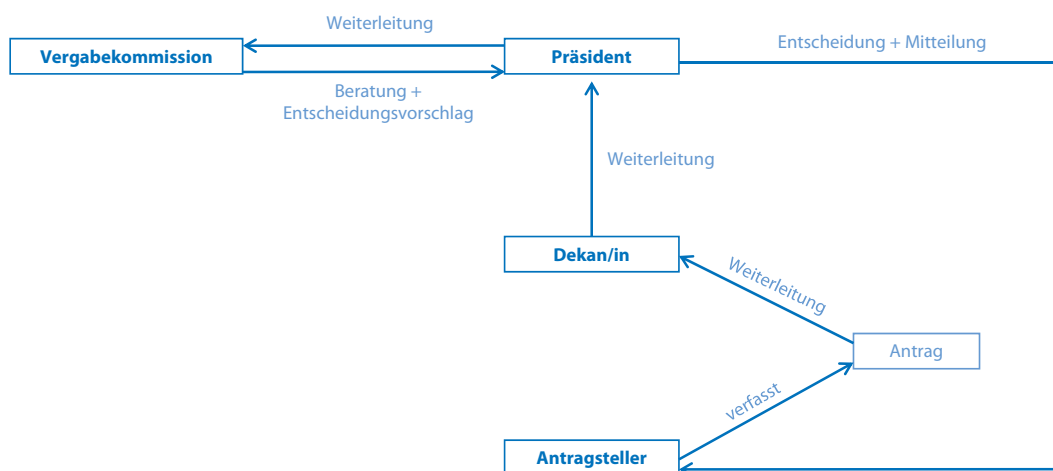 Weiterleitung
Vergabekommission
Präsident
Entscheidung + Mitteilung
Beratung +
Entscheidungsvorschlag
Weiterleitung
Dekan/in
Weiterleitung
Antrag
verfasst
Antragsteller